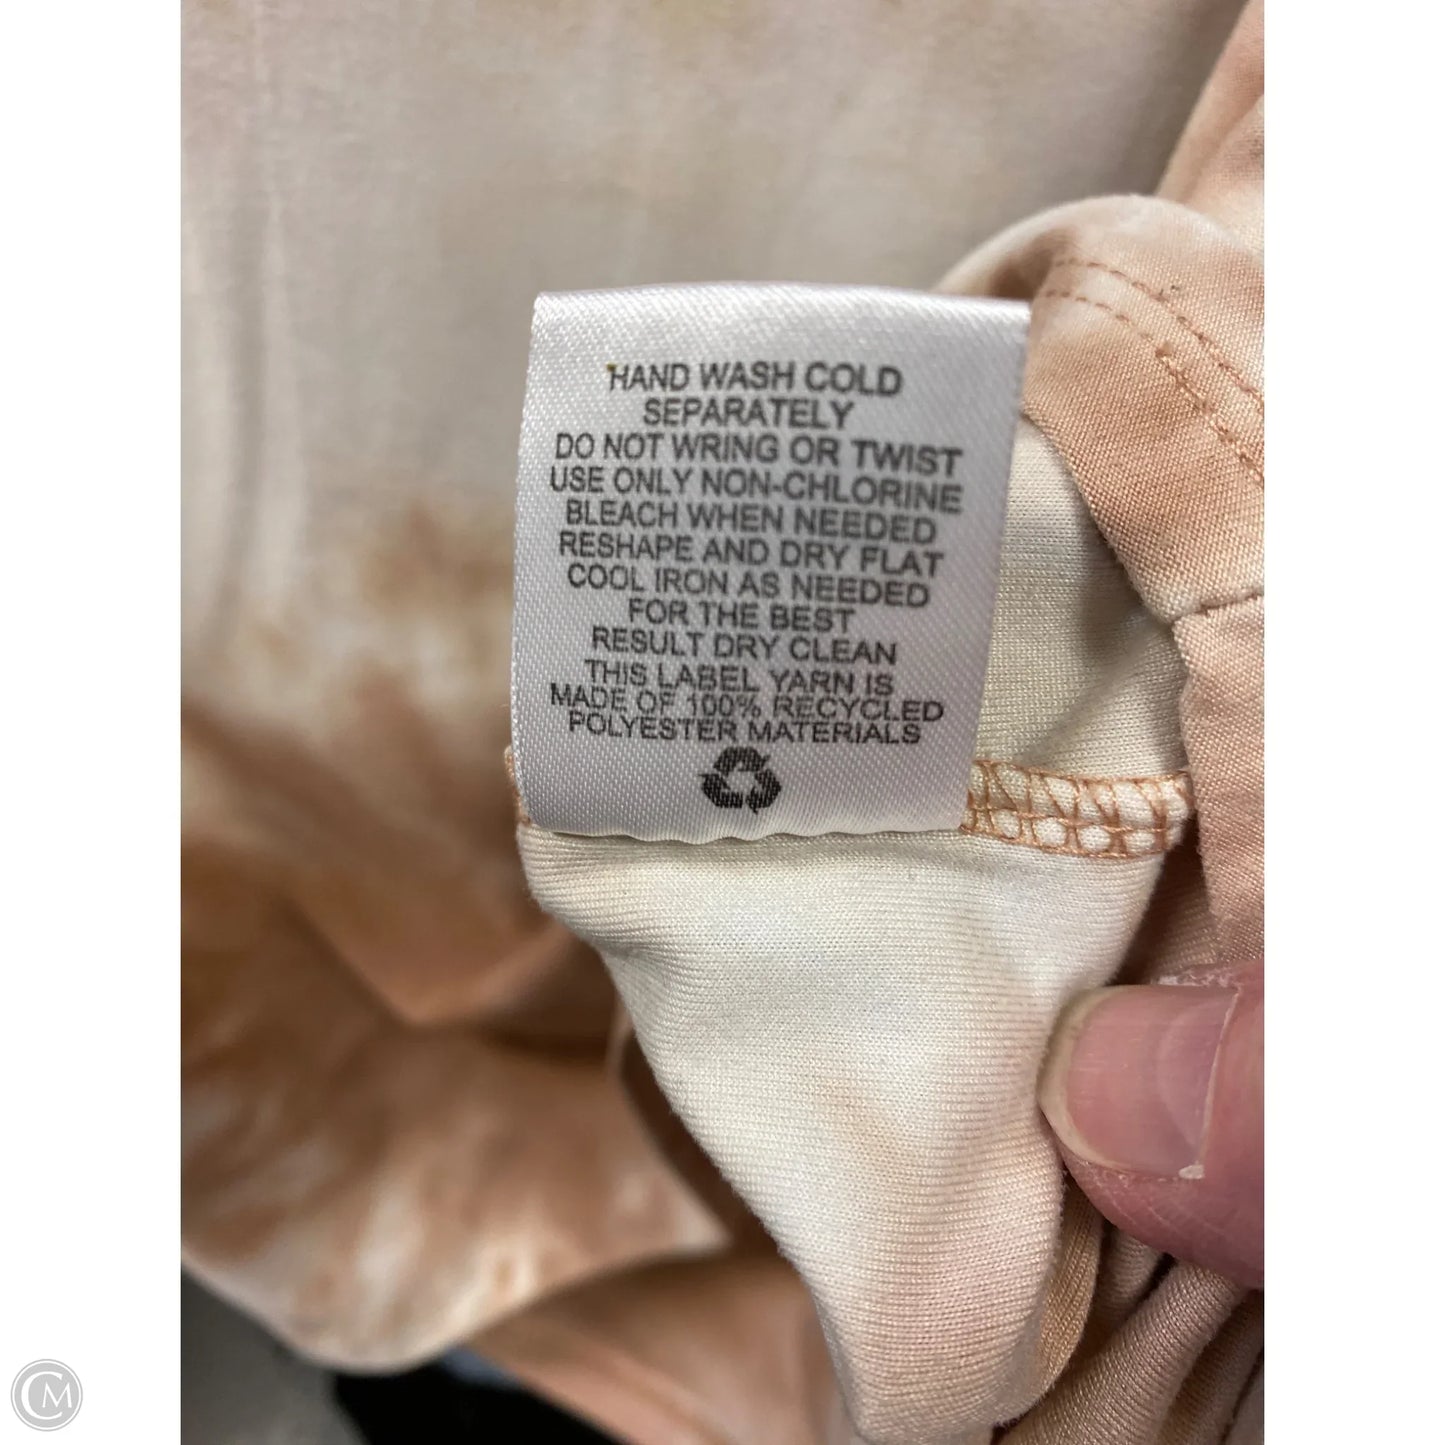 HAND WASH COLD
SEPARATELY
DO NOT WRING OR TWIST
USE ONLY NON-CHLORINE
BLEACH WHEN NEEDED
RESHAPE AND DRY FLAT
COOL IRON AS NEEDED
FOR THE BEST
RESULT DRY CLEAN
THIS LABEL YARN IS
MADE OF 100% RECYCLED
POLYESTER MATERIALS
CM